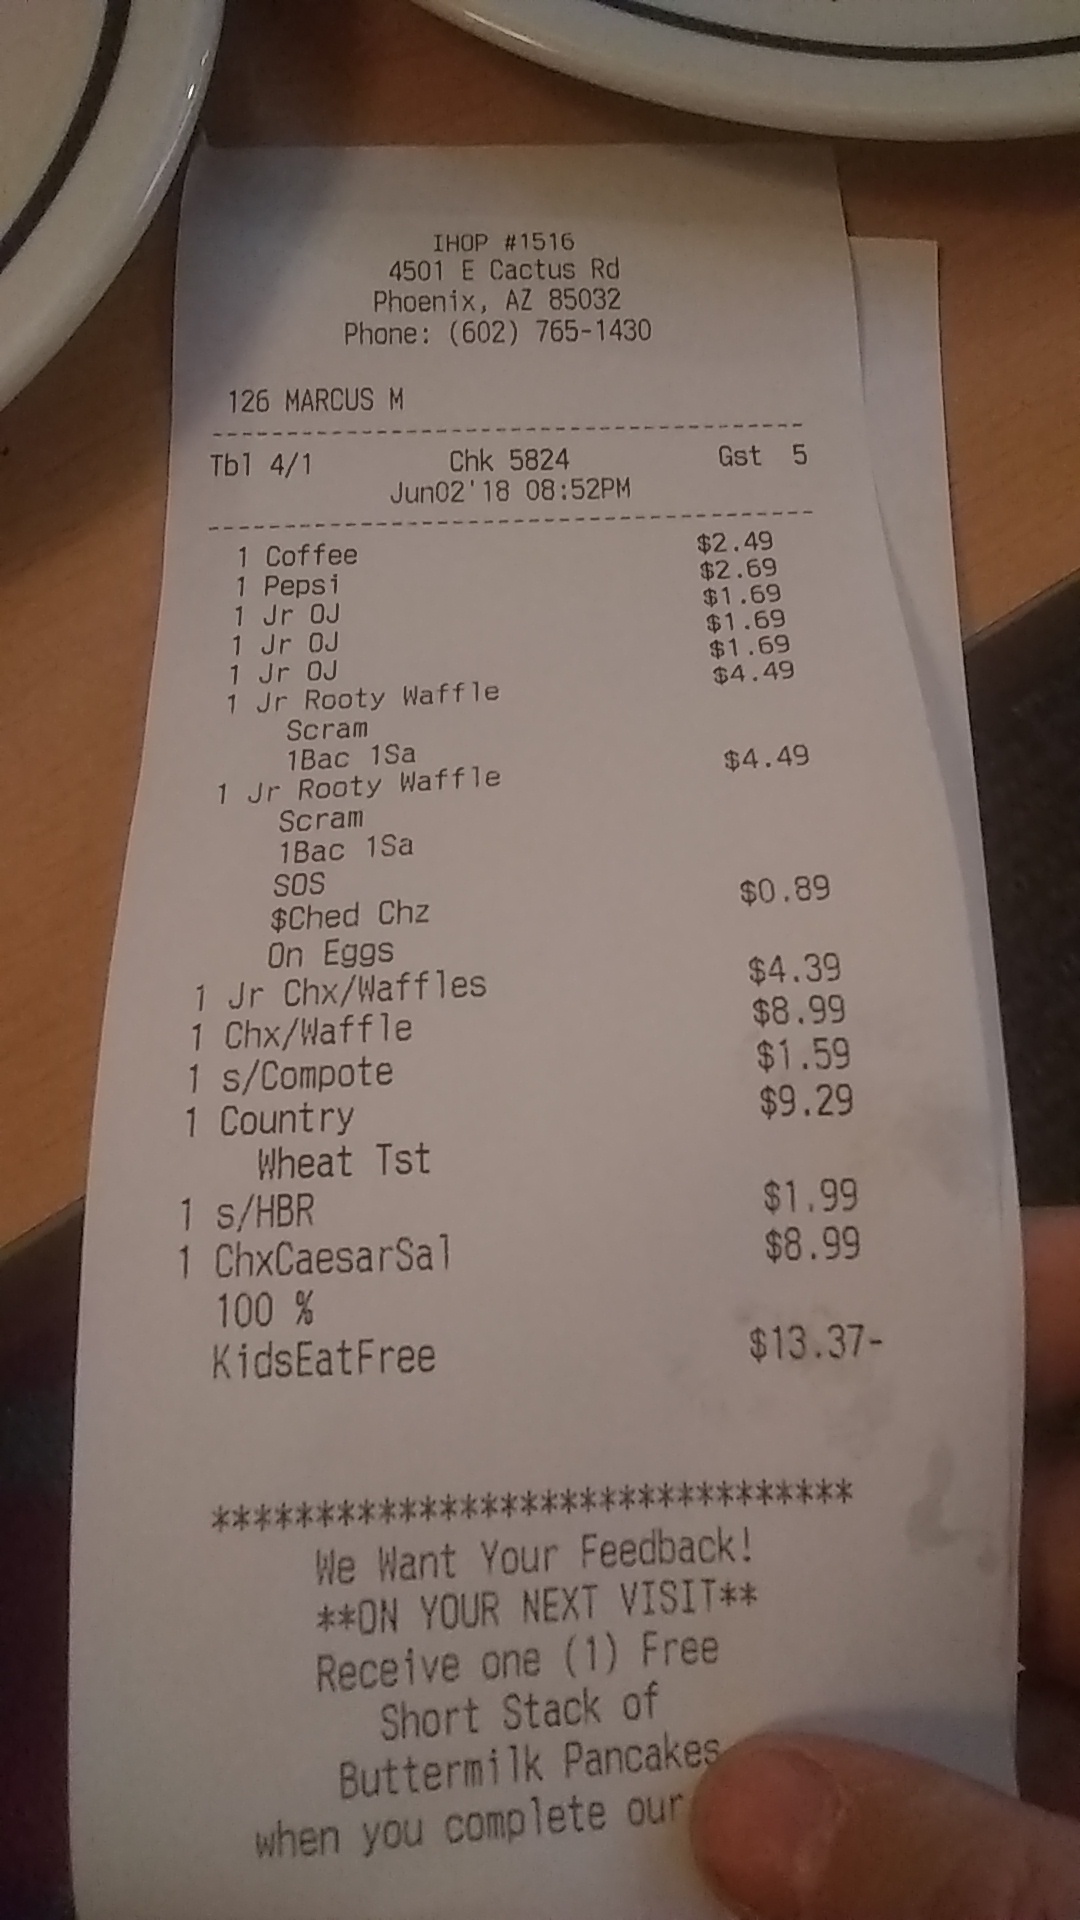 IHOP #1516
4501 E Cactus Rd
Phoenix, AZ 85032
Phone: (602) 765-1430
126 MARCUS M
Tbl 4/1 Chk 5824 Gst 5
Jun02'18 08:52PM
1 Coffee $2.49
1 Pepsi $2.69
1 Jr OJ $1.69
1 Jr OJ $1.69
1 Jr OJ $1.69
1 Jr Rooty Waffle $4.49
Scram
1Bac 1Sa
1 Jr Rooty Waffle $4.49
Scram
1Bac 1Sa
SOS
$Ched Chz $0.89
On Eggs
1 Jr Chx/Waffles $4.39
1 Chx/Waffle $8.99
1 s/Compote $1.59
1 Country $9.29
Wheat Tst
1 s/HBR $1.99
1 ChxCaesarSal $8.99
100 %
KidsEatFree $13.37-
********************************
We Want Your Feedback!
**ON YOUR NEXT VISIT**
Receive one (1) Free
Short Stack of
Buttermilk Pancakes
when you complete our